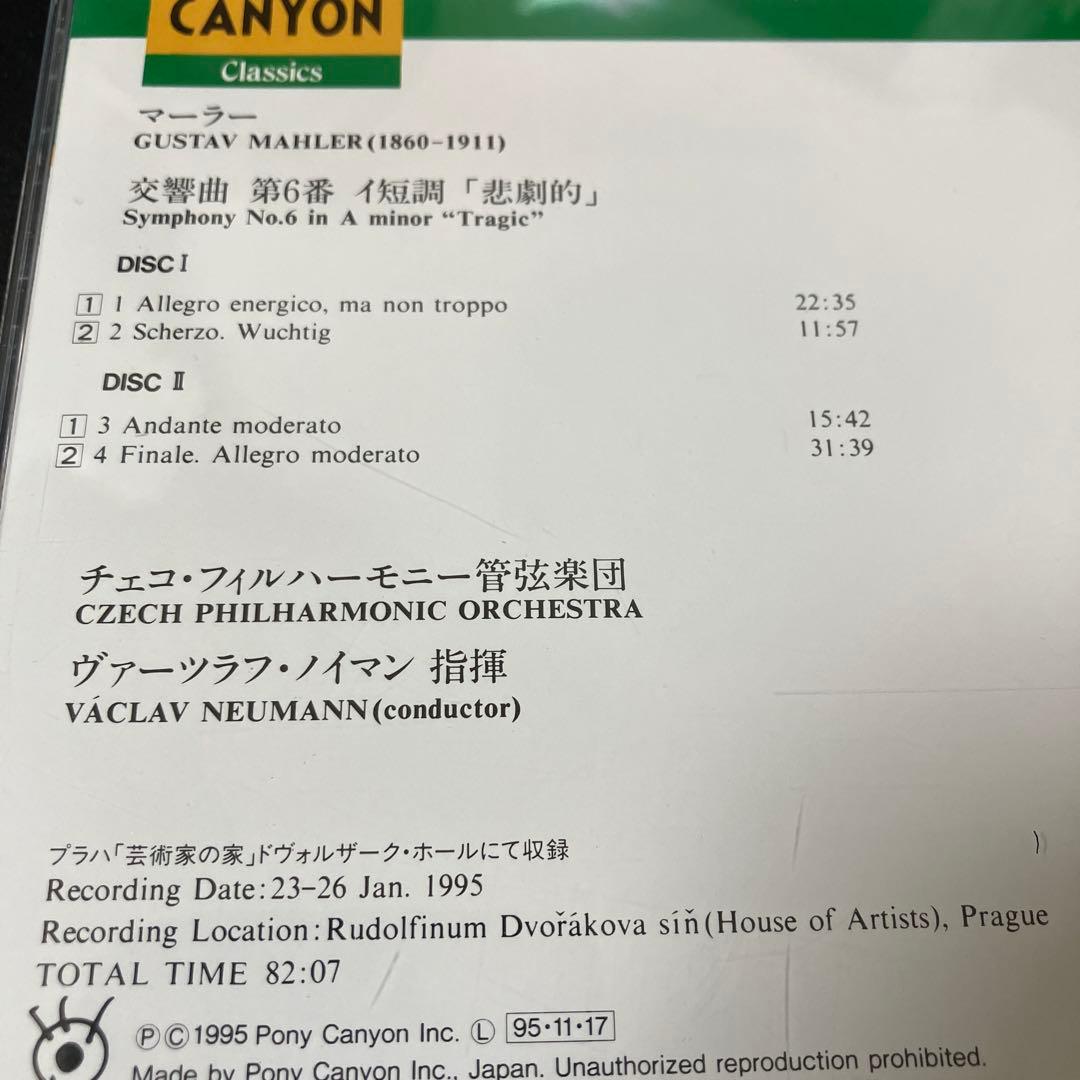 CANYON
Classics
マーラー
GUSTAV MAHLER(1860-1911)
交響曲 第6番 イ短調「悲劇的」
Symphony No.6 in A minor “Tragic”
DISC Ⅰ
1 1 Allegro energico, ma non troppo 22:35
2 2 Scherzo. Wuchtig 11:57
DISC Ⅱ
1 3 Andante moderato 15:42
2 4 Finale. Allegro moderato 31:39
チェコ・フィルハーモニー管弦楽団
CZECH PHILHARMONIC ORCHESTRA
ヴァーツラフ・ノイマン 指揮
VÁCLAV NEUMANN(conductor)
プラハ「芸術家の家」ドヴォルザーク・ホールにて収録
Recording Date:23-26 Jan. 1995
Recording Location:Rudolfinum Dvořákova síň(House of Artists), Prague
TOTAL TIME 82:07
ⓅⒸ1995 Pony Canyon Inc. Ⓛ 95・11・17
Made by Pony Canyon Inc., Japan. Unauthorized reproduction prohibited.